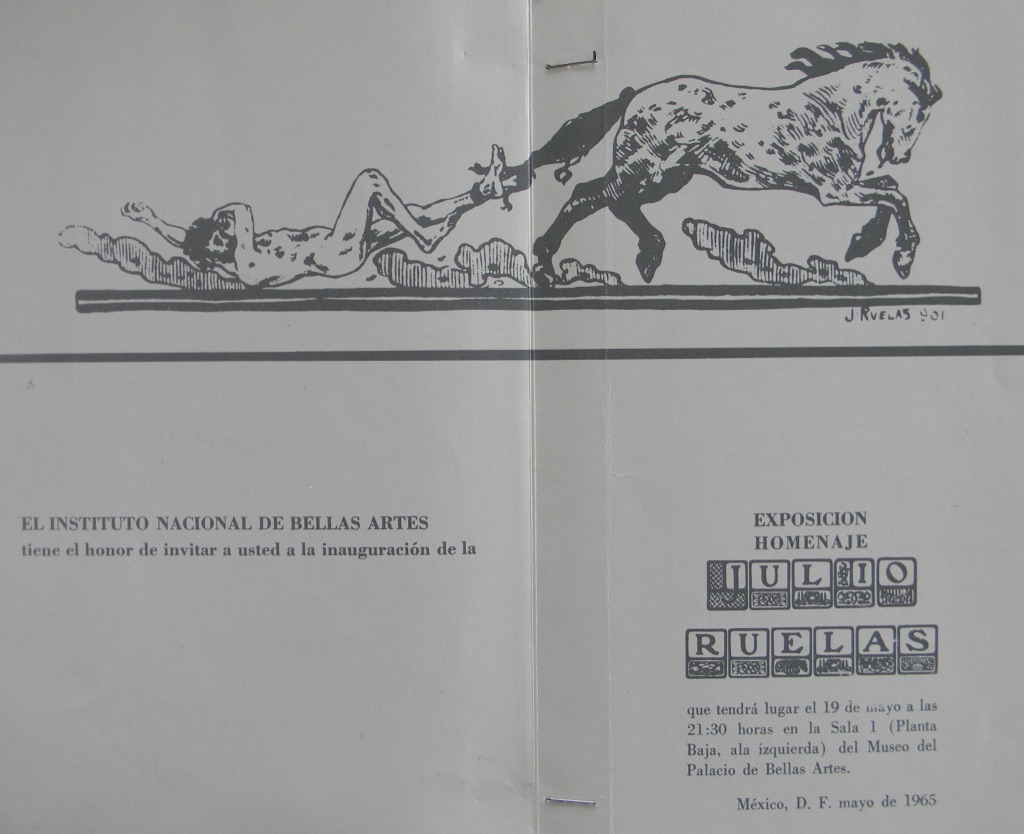 J. RUELAS 901
EL INSTITUTO NACIONAL DE BELLAS ARTES
tiene el honor de invitar a usted a la inauguración de la
EXPOSICION
HOMENAJE
JULIO
RUELAS
que tendrá lugar el 19 de mayo a las
21:30 horas en la Sala 1 (Planta
Baja, ala izquierda) del Museo del
Palacio de Bellas Artes.
México, D. F. mayo de 1965